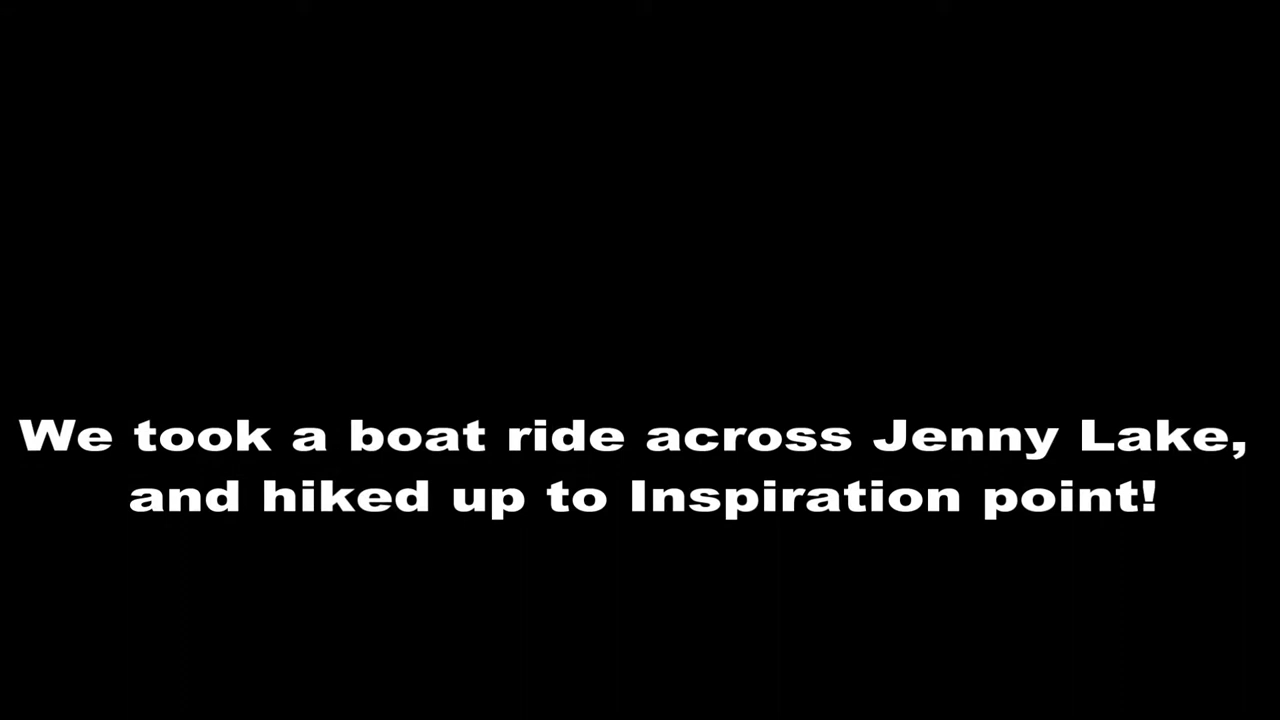 We took a boat ride across Jenny Lake,
and hiked up to Inspiration point!